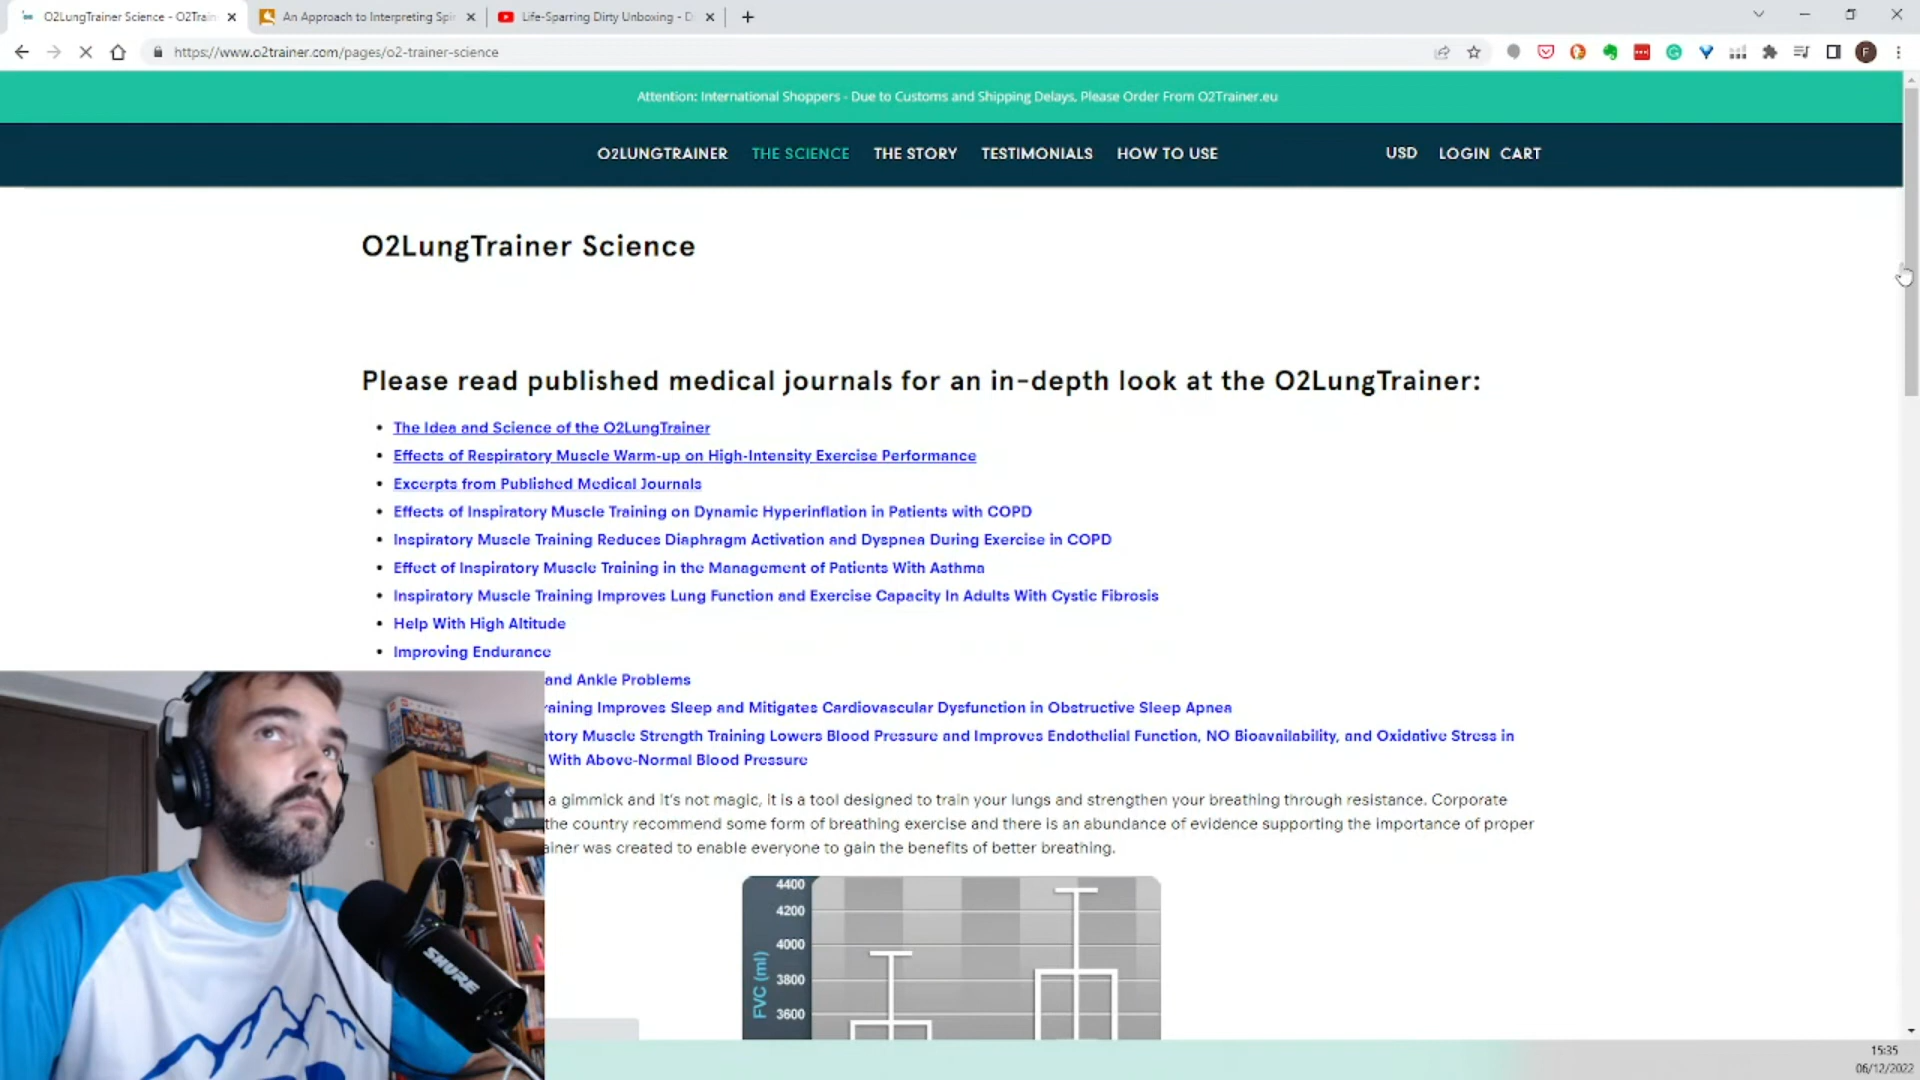 O2LungTrainer Science - O2Train
An Approach to Interpreting Spir
Life-Sparring Dirty Unboxing - D
https://www.o2trainer.com/pages/o2-trainer-science
Attention: International Shoppers - Due to Customs and Shipping Delays, Please Order From O2Trainer.eu
O2LUNGTRAINER THE SCIENCE THE STORY TESTIMONIALS HOW TO USE USD LOGIN CART
O2LungTrainer Science
Please read published medical journals for an in-depth look at the O2LungTrainer:
• The Idea and Science of the O2LungTrainer
• Effects of Respiratory Muscle Warm-up on High-Intensity Exercise Performance
• Excerpts from Published Medical Journals
• Effects of Inspiratory Muscle Training on Dynamic Hyperinflation in Patients with COPD
• Inspiratory Muscle Training Reduces Diaphragm Activation and Dyspnea During Exercise in COPD
• Effect of Inspiratory Muscle Training in the Management of Patients With Asthma
• Inspiratory Muscle Training Improves Lung Function and Exercise Capacity In Adults With Cystic Fibrosis
• Help With High Altitude
• Improving Endurance
and Ankle Problems
raining Improves Sleep and Mitigates Cardiovascular Dysfunction in Obstructive Sleep Apnea
tory Muscle Strength Training Lowers Blood Pressure and Improves Endothelial Function, NO Bioavailability, and Oxidative Stress in
With Above-Normal Blood Pressure
a gimmick and it's not magic, it is a tool designed to train your lungs and strengthen your breathing through resistance. Corporate
the country recommend some form of breathing exercise and there is an abundance of evidence supporting the importance of proper
ainer was created to enable everyone to gain the benefits of better breathing.
4400
4200
4000
3800
3600
FVC (ml)
SHURE
F
15:35
06/12/2022